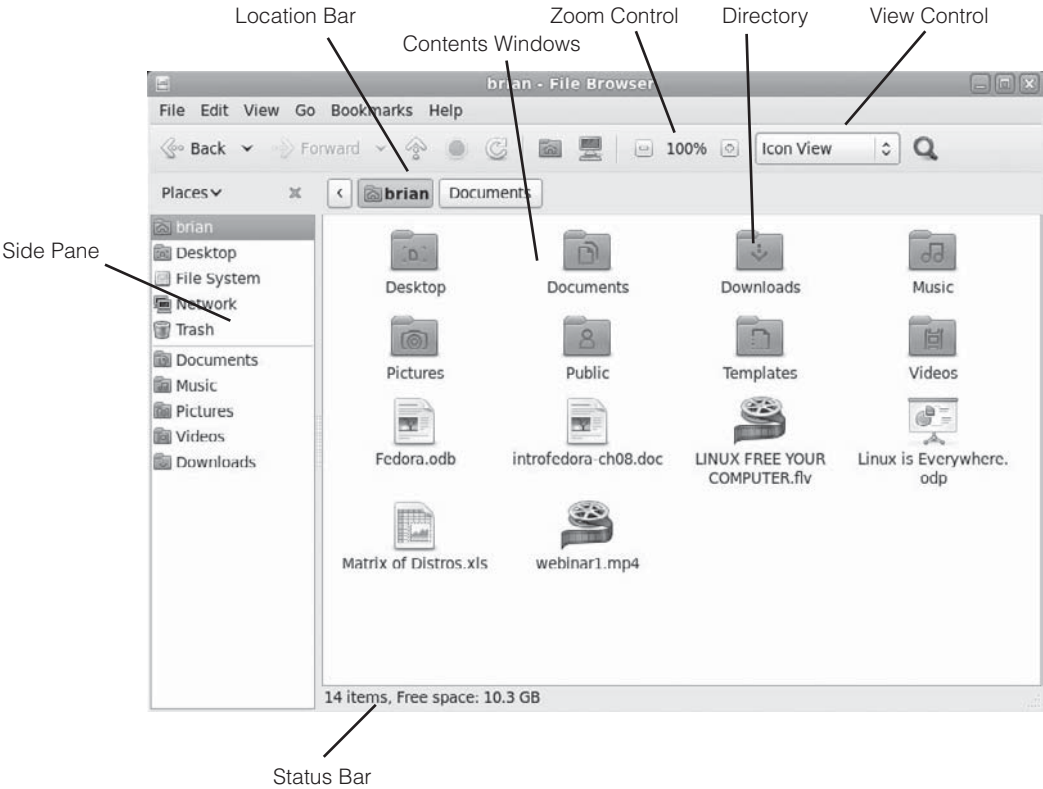 Location Bar
Zoom Control
Directory
View Control
Contents Windows
brian - File Browser
File Edit View Go Bookmarks Help
Back Forward 100% Icon View
Places brian Documents
Side Pane
brian
Desktop
File System
Network
Trash
Documents
Music
Pictures
Videos
Downloads
Desktop Documents Downloads Music
Pictures Public Templates Videos
Fedora.odb introfedora-ch08.doc LINUX FREE YOUR Linux is Everywhere.
COMPUTER.flv odp
Matrix of Distros.xls webinar1.mp4
14 items, Free space: 10.3 GB
Status Bar